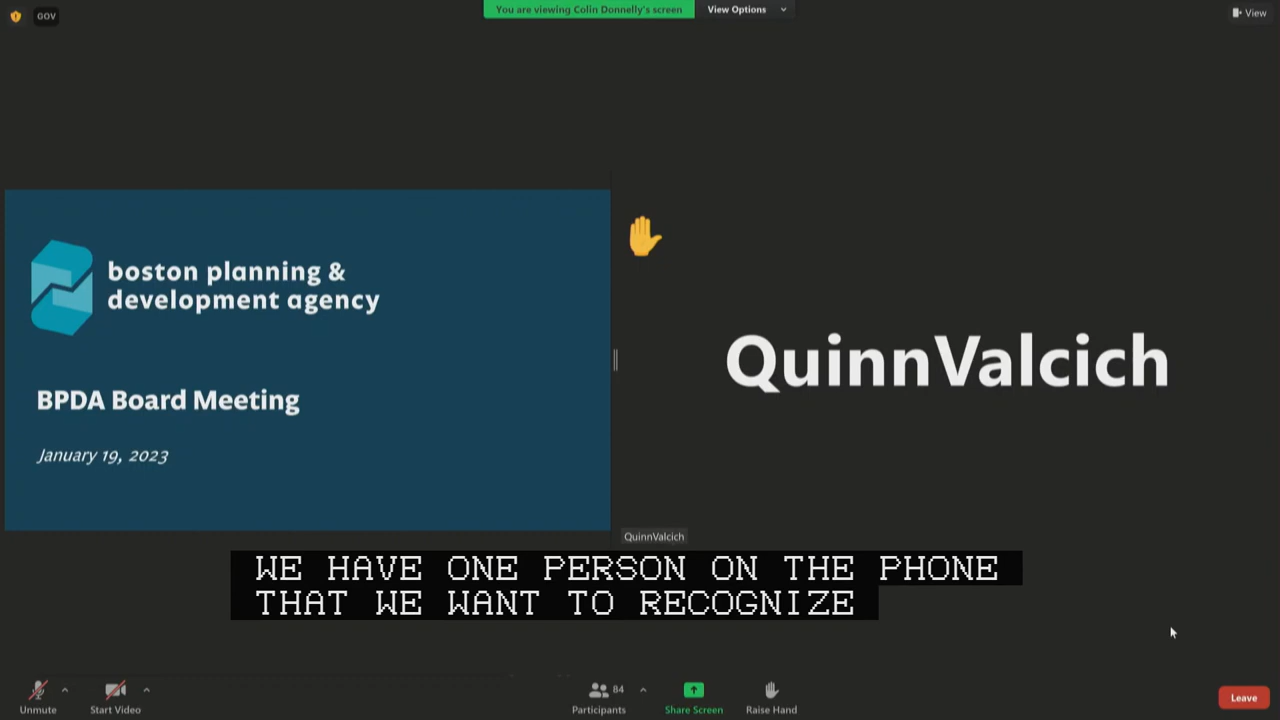 GOV
You are viewing Colin Donnelly's screen
View Options
View
boston planning &
development agency
BPDA Board Meeting
January 19, 2023
QuinnValcich
QuinnValcich
WE HAVE ONE PERSON ON THE PHONE
THAT WE WANT TO RECOGNIZE
Unmute
Start Video
84
Participants
Share Screen
Raise Hand
Leave